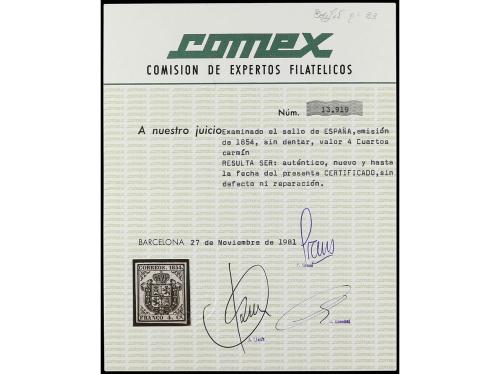 comex
COMISION DE EXPERTOS FILATELICOS
Núm. 13.919
A nuestro juicio Examinado el sello de ESPAÑA, emisión
de 1854, sin dentar, valor 4 Cuartos
carmín
RESULTA SER: auténtico, nuevo y hasta
la fecha del presente CERTIFICADO, sin
defecto ni reparación.
BARCELONA 27 de Noviembre de 1981
CORREOS. 1854.
FRANCO 4. CS.